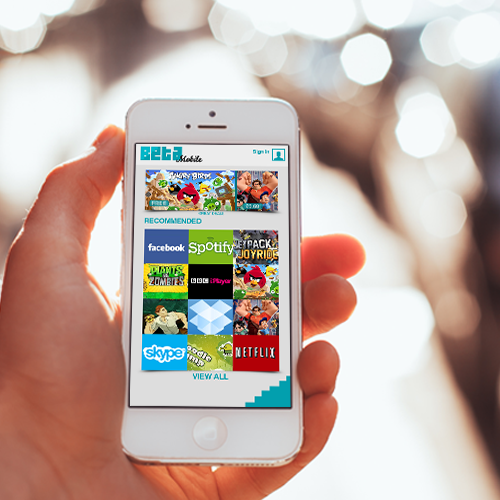 Beta Mobile
Sign in
ANGRY BIRDS
RECOMMENDED
facebook
Spotify
JETPACK
JOYRIDE
PLANTS
ZOMBIES
BBC iPlayer
skype
NETFLIX
VIEW ALL